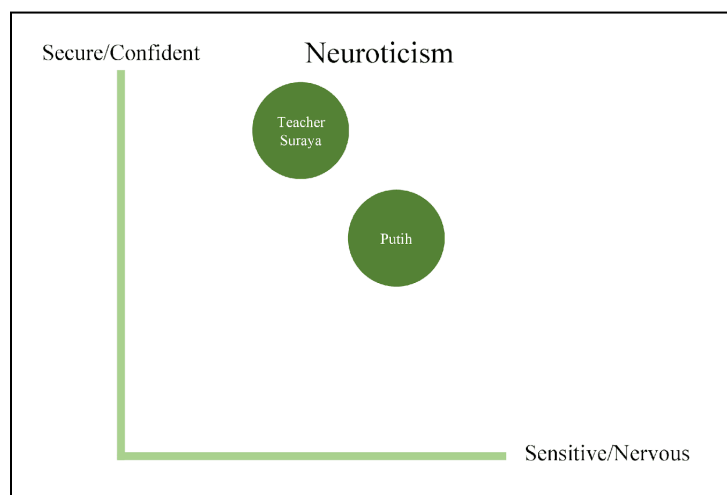 Neuroticism
Secure/Confident
Teacher
Suraya
Putih
Sensitive/Nervous